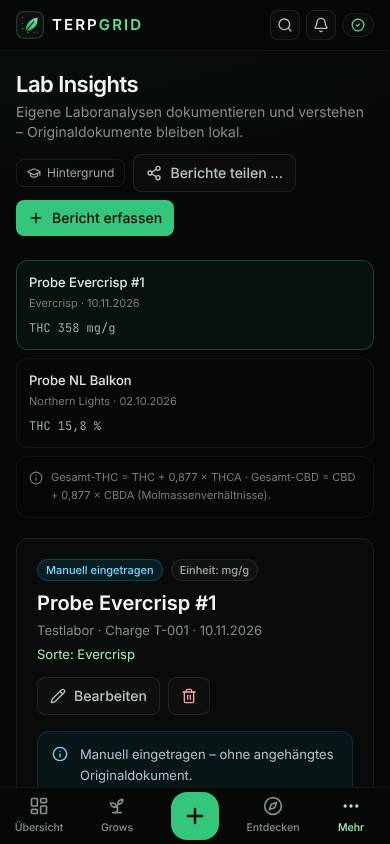 TERPGRID
Lab Insights
Eigene Laboranalysen dokumentieren und verstehen
– Originaldokumente bleiben lokal.
Hintergrund
Berichte teilen ...
Bericht erfassen
Probe Evercrisp #1
Evercrisp · 10.11.2026
THC 358 mg/g
Probe NL Balkon
Northern Lights · 02.10.2026
THC 15,8 %
Gesamt-THC = THC + 0,877 × THCA · Gesamt-CBD = CBD
+ 0,877 × CBDA (Molmassenverhältnisse).
Manuell eingetragen
Einheit: mg/g
Probe Evercrisp #1
Testlabor · Charge T-001 · 10.11.2026
Sorte: Evercrisp
Bearbeiten
Manuell eingetragen – ohne angehängtes
Originaldokument.
Übersicht
Grows
Entdecken
Mehr